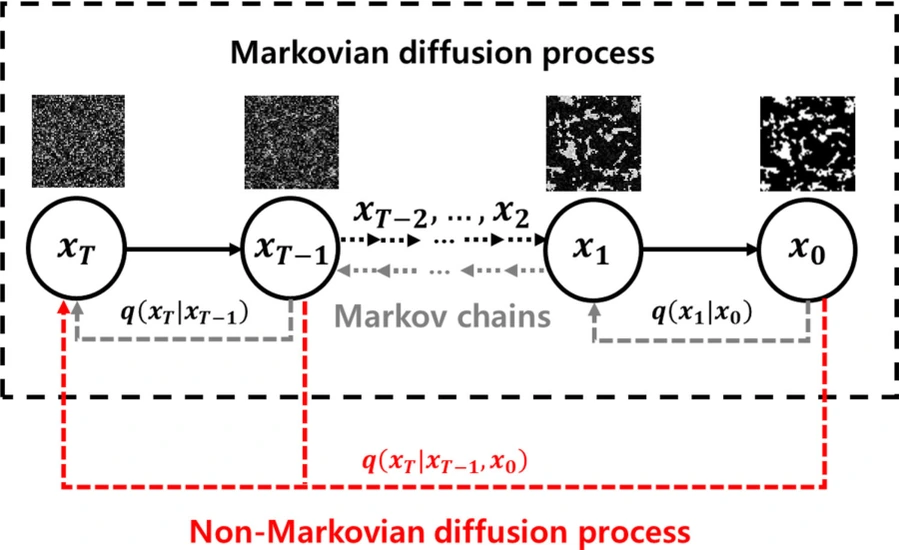 Markovian diffusion process
x_{T−2}, ... , x_2
x_T
x_{T−1}
...
x_1
x_0
...
q(x_T|x_{T−1})
Markov chains
q(x_1|x_0)
q(x_T|x_{T−1}, x_0)
Non-Markovian diffusion process